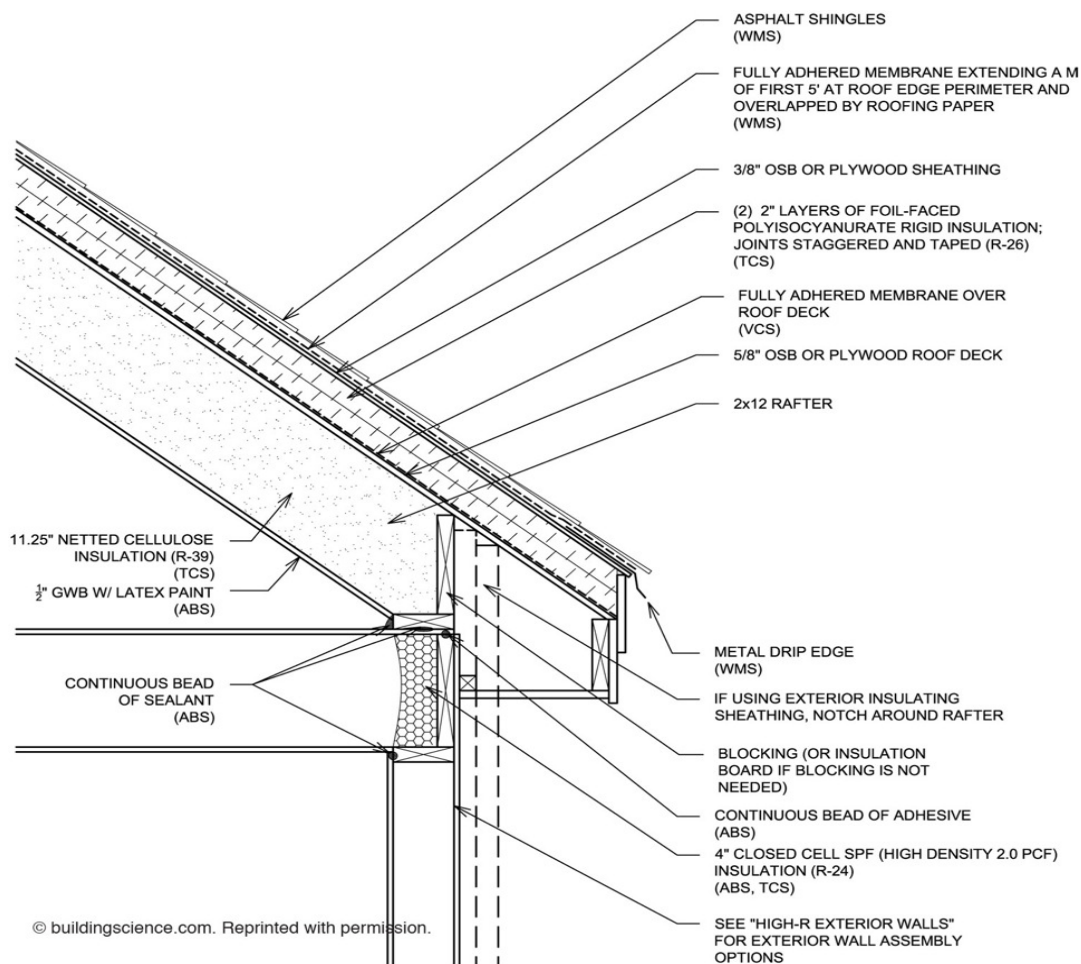 ASPHALT SHINGLES
(WMS)
FULLY ADHERED MEMBRANE EXTENDING A M
OF FIRST 5' AT ROOF EDGE PERIMETER AND
OVERLAPPED BY ROOFING PAPER
(WMS)
3/8" OSB OR PLYWOOD SHEATHING
(2) 2" LAYERS OF FOIL-FACED
POLYISOCYANURATE RIGID INSULATION;
JOINTS STAGGERED AND TAPED (R-26)
(TCS)
FULLY ADHERED MEMBRANE OVER
ROOF DECK
(VCS)
5/8" OSB OR PLYWOOD ROOF DECK
2x12 RAFTER
11.25" NETTED CELLULOSE
INSULATION (R-39)
(TCS)
½" GWB W/ LATEX PAINT
(ABS)
CONTINUOUS BEAD
OF SEALANT
(ABS)
METAL DRIP EDGE
(WMS)
IF USING EXTERIOR INSULATING
SHEATHING, NOTCH AROUND RAFTER
BLOCKING (OR INSULATION
BOARD IF BLOCKING IS NOT
NEEDED)
CONTINUOUS BEAD OF ADHESIVE
(ABS)
4" CLOSED CELL SPF (HIGH DENSITY 2.0 PCF)
INSULATION (R-24)
(ABS, TCS)
SEE "HIGH-R EXTERIOR WALLS"
FOR EXTERIOR WALL ASSEMBLY
OPTIONS
© buildingscience.com. Reprinted with permission.